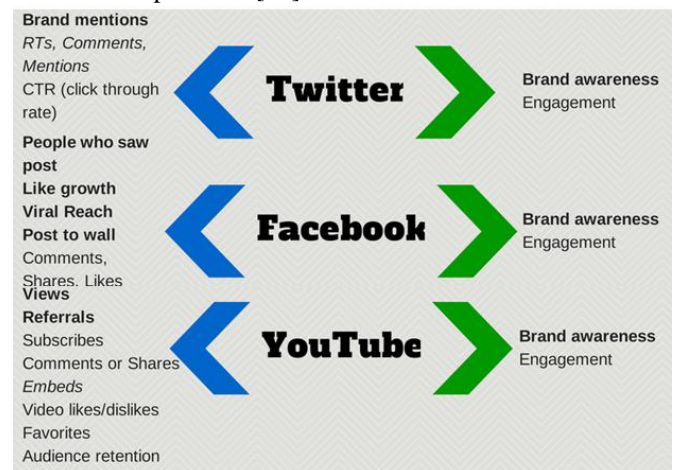 Brand mentions
RTs, Comments,
Mentions
CTR (click through
rate)
Twitter
Brand awareness
Engagement
People who saw
post
Like growth
Viral Reach
Post to wall
Comments,
Shares, Likes
Facebook
Brand awareness
Engagement
Views
Referrals
Subscribes
Comments or Shares
Embeds
Video likes/dislikes
Favorites
Audience retention
YouTube
Brand awareness
Engagement